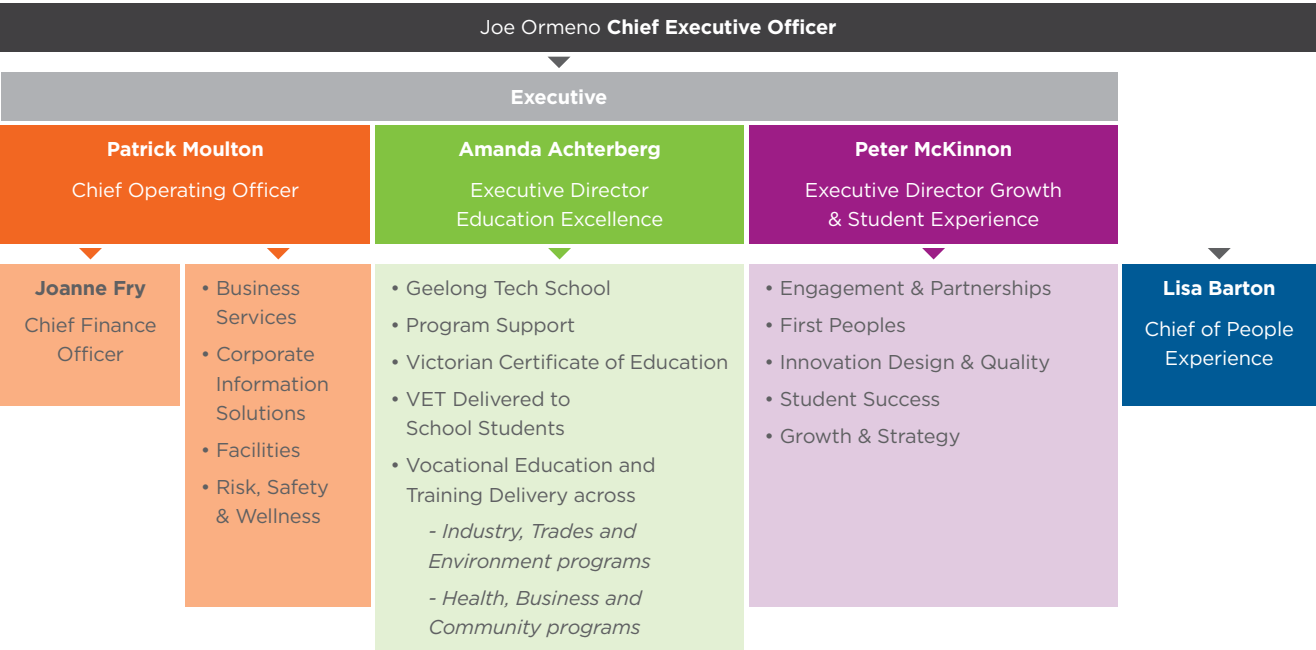 Joe Ormeno Chief Executive Officer
Executive
Patrick Moulton
Chief Operating Officer
Amanda Achterberg
Executive Director
Education Excellence
Peter McKinnon
Executive Director Growth
& Student Experience
Joanne Fry
Chief Finance
Officer
• Business
Services
• Corporate
Information
Solutions
• Facilities
• Risk, Safety
& Wellness
• Geelong Tech School
• Program Support
• Victorian Certificate of Education
• VET Delivered to
School Students
• Vocational Education and
Training Delivery across
- Industry, Trades and
Environment programs
- Health, Business and
Community programs
• Engagement & Partnerships
• First Peoples
• Innovation Design & Quality
• Student Success
• Growth & Strategy
Lisa Barton
Chief of People
Experience